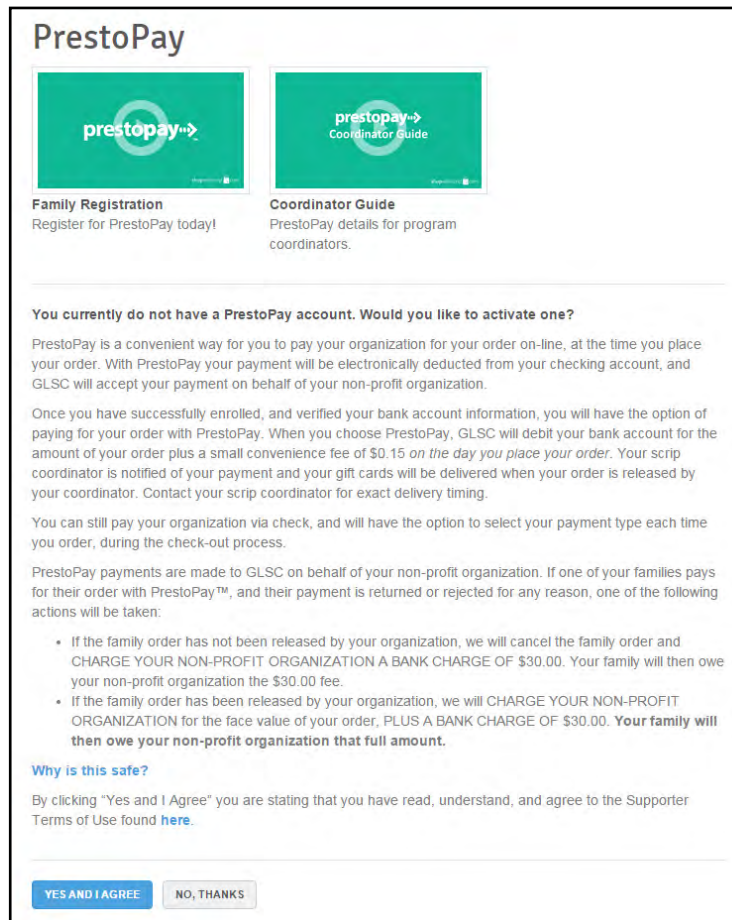 PrestoPay
prestopay
prestopay
Coordinator Guide
Family Registration
Register for PrestoPay today!
Coordinator Guide
PrestoPay details for program
coordinators.
You currently do not have a PrestoPay account. Would you like to activate one?
PrestoPay is a convenient way for you to pay your organization for your order on-line, at the time you place
your order. With PrestoPay your payment will be electronically deducted from your checking account, and
GLSC will accept your payment on behalf of your non-profit organization.
Once you have successfully enrolled, and verified your bank account information, you will have the option of
paying for your order with PrestoPay. When you choose PrestoPay, GLSC will debit your bank account for the
amount of your order plus a small convenience fee of $0.15 on the day you place your order. Your scrip
coordinator is notified of your payment and your gift cards will be delivered when your order is released by
your coordinator. Contact your scrip coordinator for exact delivery timing.
You can still pay your organization via check, and will have the option to select your payment type each time
you order, during the check-out process.
PrestoPay payments are made to GLSC on behalf of your non-profit organization. If one of your families pays
for their order with PrestoPay™, and their payment is returned or rejected for any reason, one of the following
actions will be taken:
• If the family order has not been released by your organization, we will cancel the family order and
CHARGE YOUR NON-PROFIT ORGANIZATION A BANK CHARGE OF $30.00. Your family will then owe
your non-profit organization the $30.00 fee.
• If the family order has been released by your organization, we will CHARGE YOUR NON-PROFIT
ORGANIZATION for the face value of your order, PLUS A BANK CHARGE OF $30.00. Your family will
then owe your non-profit organization that full amount.
Why is this safe?
By clicking “Yes and I Agree” you are stating that you have read, understand, and agree to the Supporter
Terms of Use found here.
YES AND I AGREE
NO, THANKS